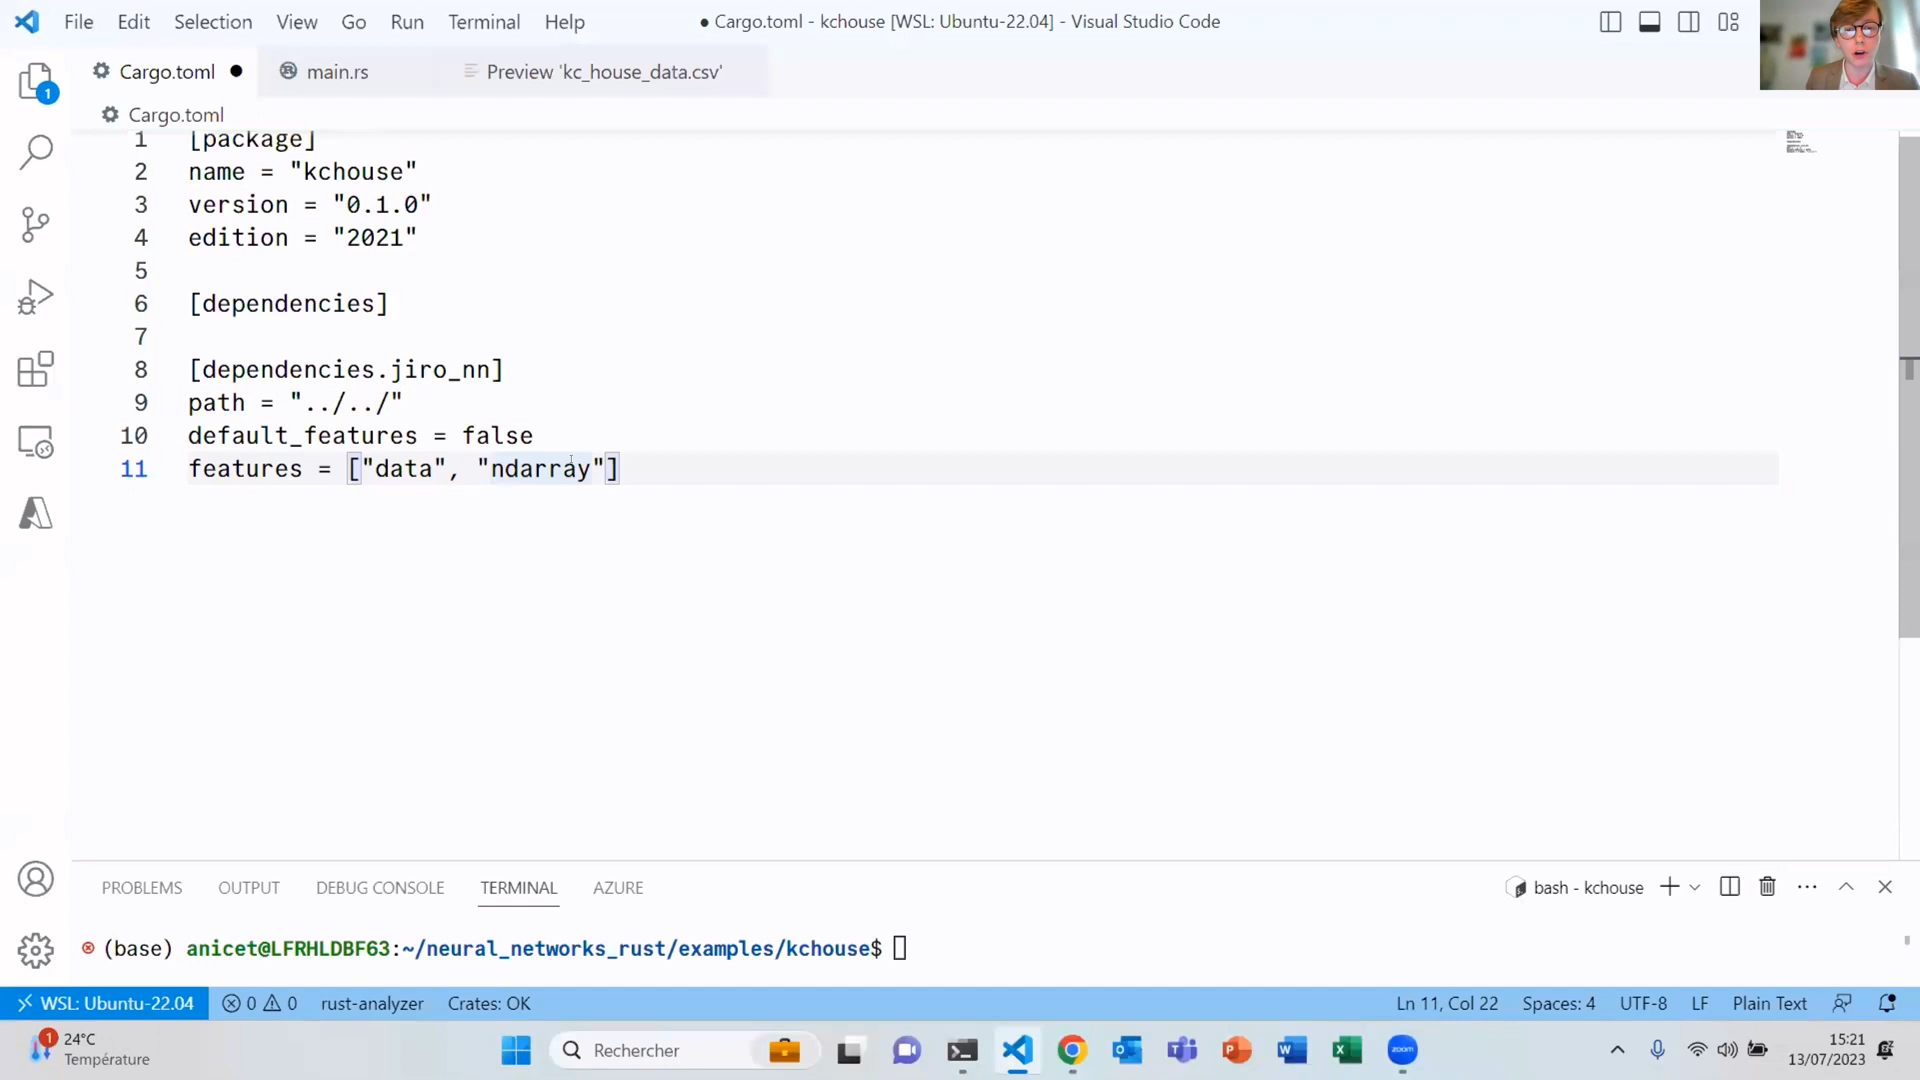 File Edit Selection View Go Run Terminal Help
● Cargo.toml - kchouse [WSL: Ubuntu-22.04] - Visual Studio Code
Cargo.toml ●
main.rs
Preview 'kc_house_data.csv'
1
Cargo.toml
1 [package]
2 name = "kchouse"
3 version = "0.1.0"
4 edition = "2021"
5
6 [dependencies]
7
8 [dependencies.jiro_nn]
9 path = "../../"
10 default_features = false
11 features = ["data", "ndarray"]
PROBLEMS OUTPUT DEBUG CONSOLE TERMINAL AZURE
bash - kchouse
(base) anicet@LFRHLDBF63:~/neural_networks_rust/examples/kchouse$
WSL: Ubuntu-22.04 0 0 rust-analyzer Crates: OK
Ln 11, Col 22 Spaces: 4 UTF-8 LF Plain Text
1
24°C
Température
Rechercher
zoom
15:21
13/07/2023